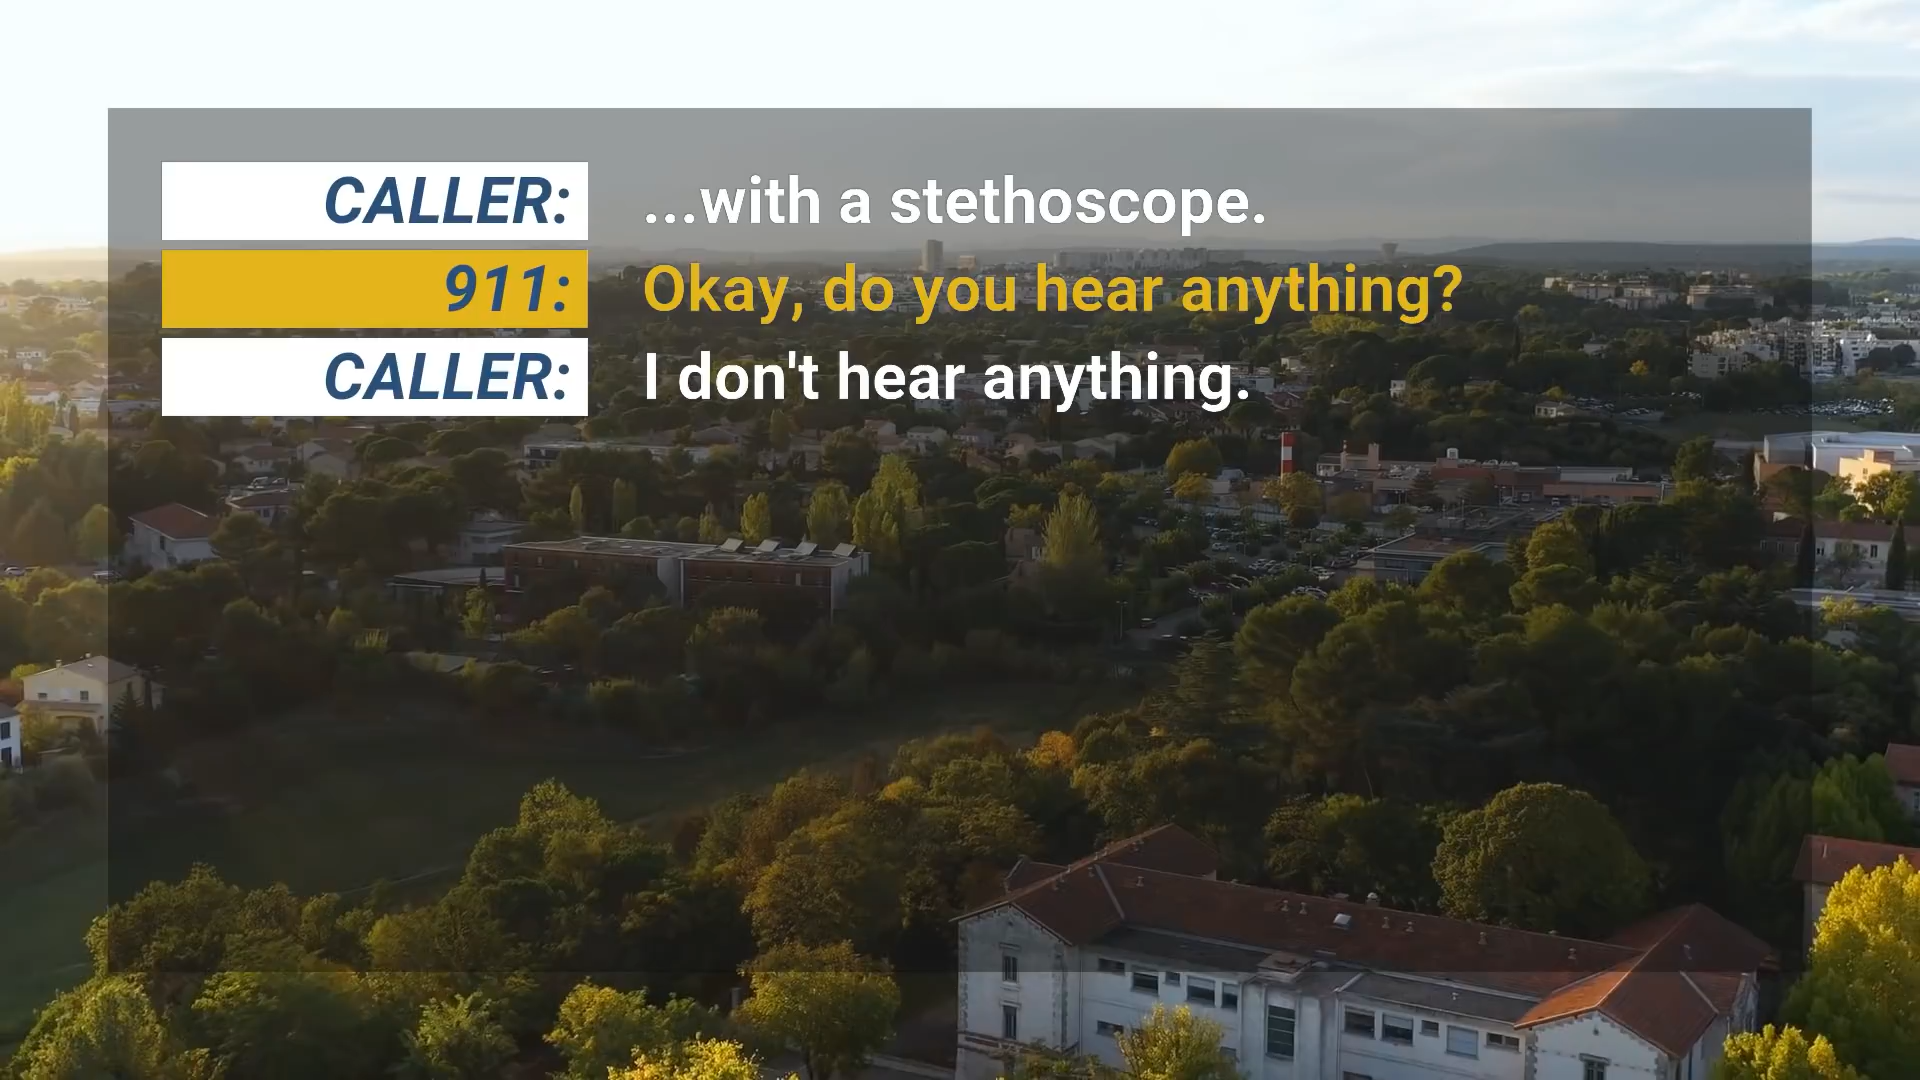 CALLER: ...with a stethoscope.
911: Okay, do you hear anything?
CALLER: I don't hear anything.